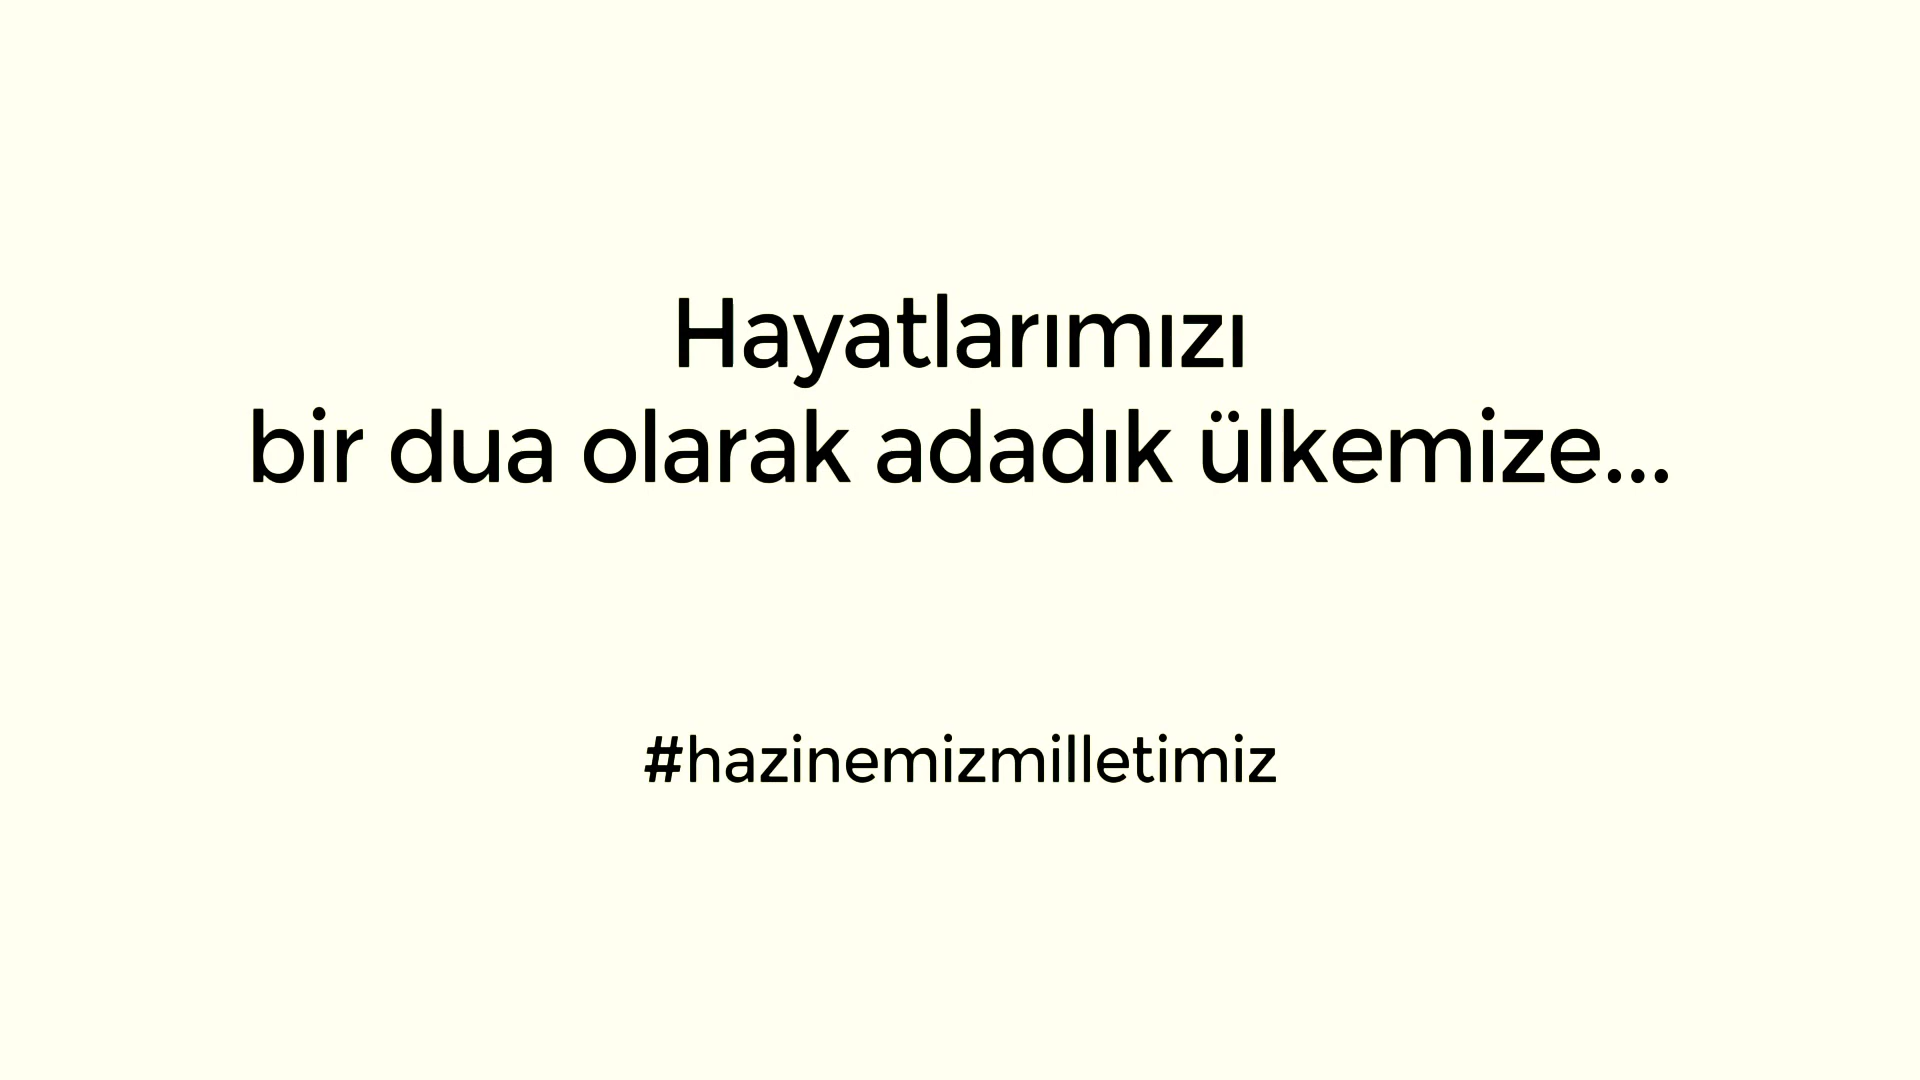 Hayatlarımızı
bir dua olarak adadık ülkemize...
#hazinemizmilletimiz